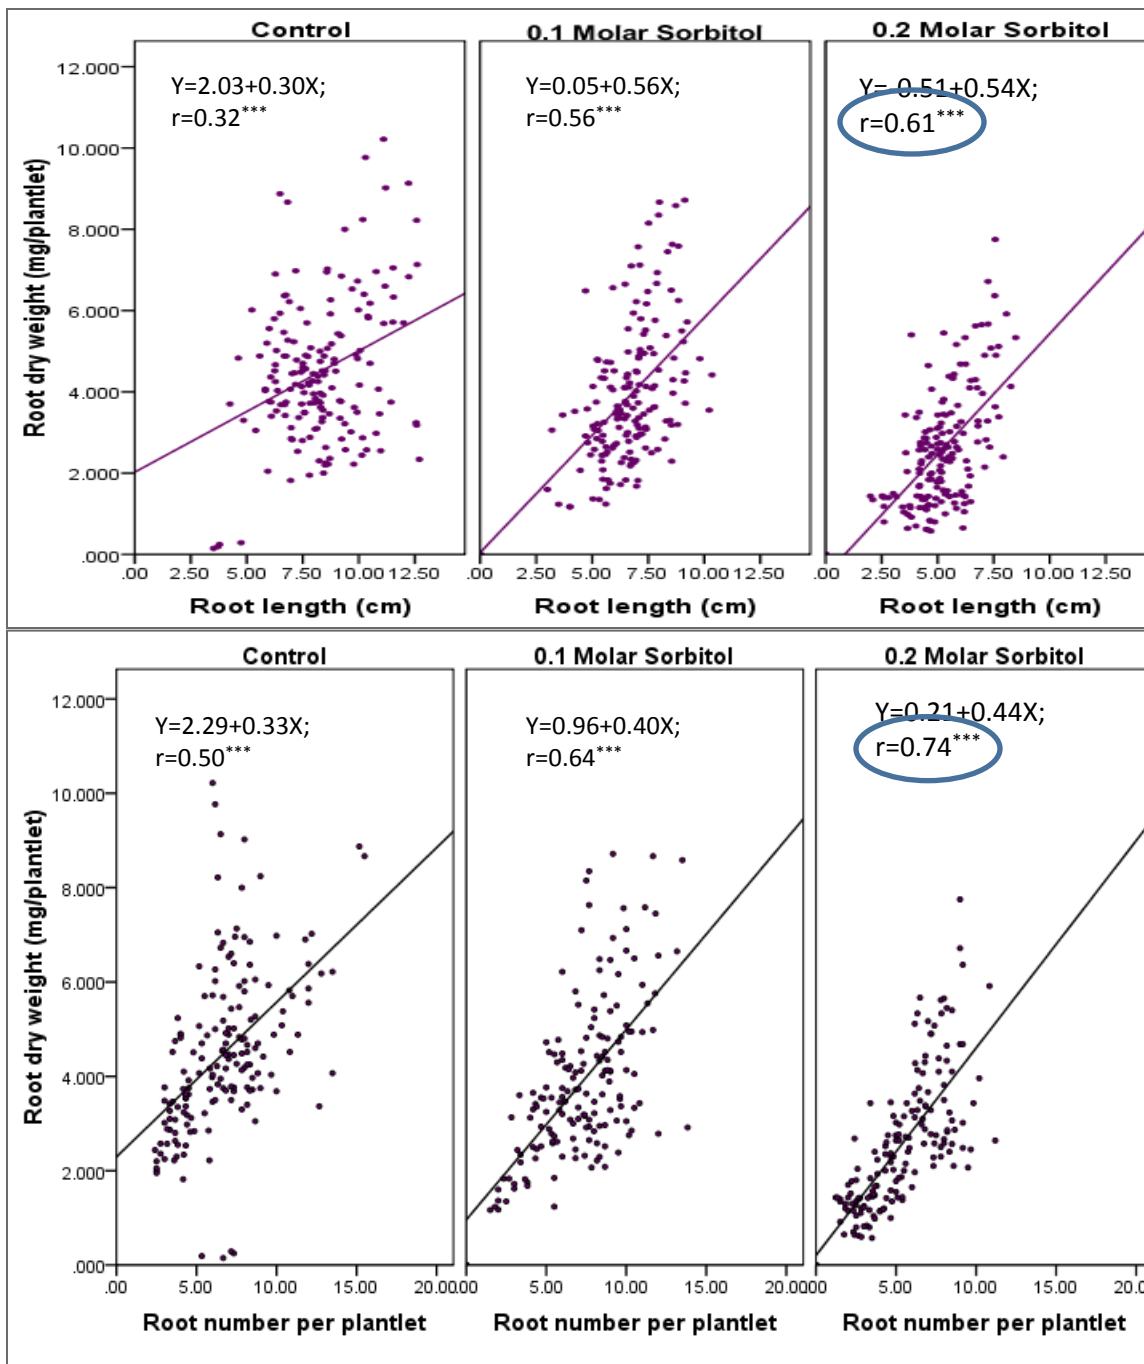 Control
0.1 Molar Sorbitol
0.2 Molar Sorbitol
Y=2.03+0.30X;
r=0.32***
Y=0.05+0.56X;
r=0.56***
Y=-0.51+0.54X;
r=0.61***
Root dry weight (mg/plantlet)
12.000
10.000
8.000
6.000
4.000
2.000
.000
.00 2.50 5.00 7.50 10.00 12.50
.00 2.50 5.00 7.50 10.00 12.50
.00 2.50 5.00 7.50 10.00 12.50
Root length (cm)
Root length (cm)
Root length (cm)
Control
0.1 Molar Sorbitol
0.2 Molar Sorbitol
Y=2.29+0.33X;
r=0.50***
Y=0.96+0.40X;
r=0.64***
Y=0.21+0.44X;
r=0.74***
Root dry weight (mg/plantlet)
12.000
10.000
8.000
6.000
4.000
2.000
.000
.00 5.00 10.00 15.00 20.00
.00 5.00 10.00 15.00 20.00
.00 5.00 10.00 15.00 20.00
Root number per plantlet
Root number per plantlet
Root number per plantlet